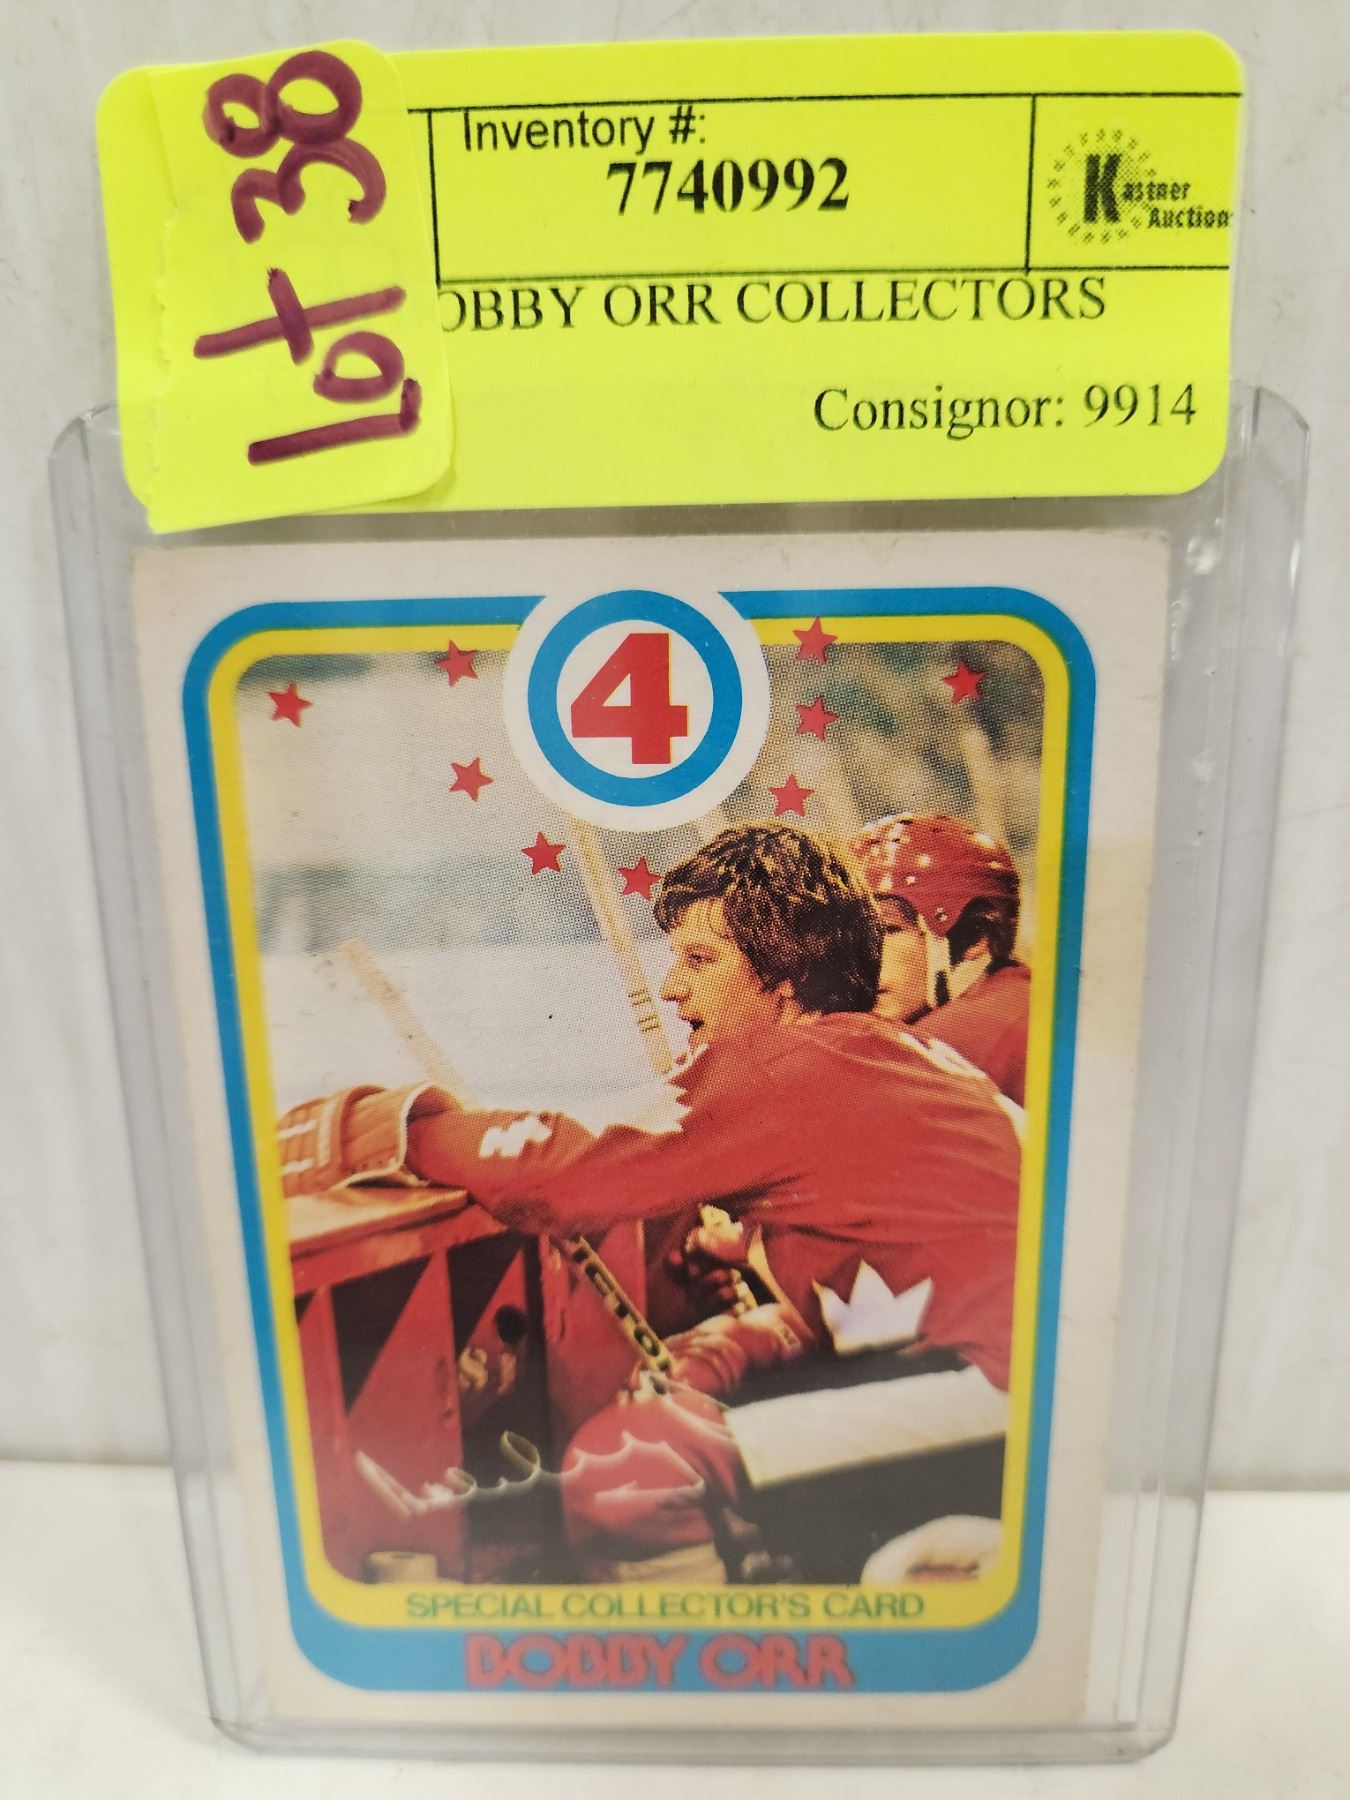 Lot 38
Inventory #:
7740992
Kastner
Auction
OBBY ORR COLLECTORS
Consignor: 9914
4
SPECIAL COLLECTOR'S CARD
BOBBY ORR